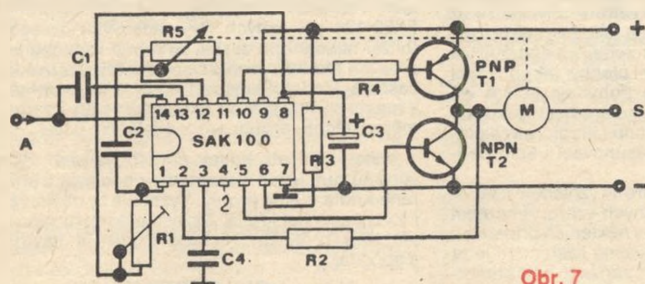 R5
+
C1
PNP
T1
R4
14 13 12 11 10 9 8
+
M
S
A
C2
SAK 100
C3
NPN
T2
R3
1 2 3 4 5 6 7
2
-
R1
C4
R2
Obr. 7